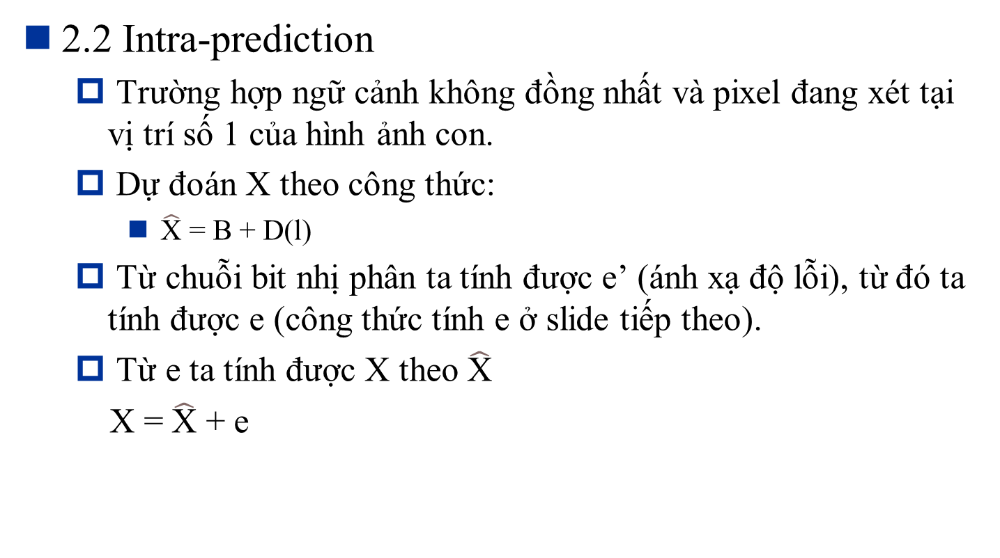 2.2 Intra-prediction
Trường hợp ngữ cảnh không đồng nhất và pixel đang xét tại
vị trí số 1 của hình ảnh con.
Dự đoán X theo công thức:
X̂ = B + D(l)
Từ chuỗi bit nhị phân ta tính được e’ (ánh xạ độ lỗi), từ đó ta
tính được e (công thức tính e ở slide tiếp theo).
Từ e ta tính được X theo X̂
X = X̂ + e